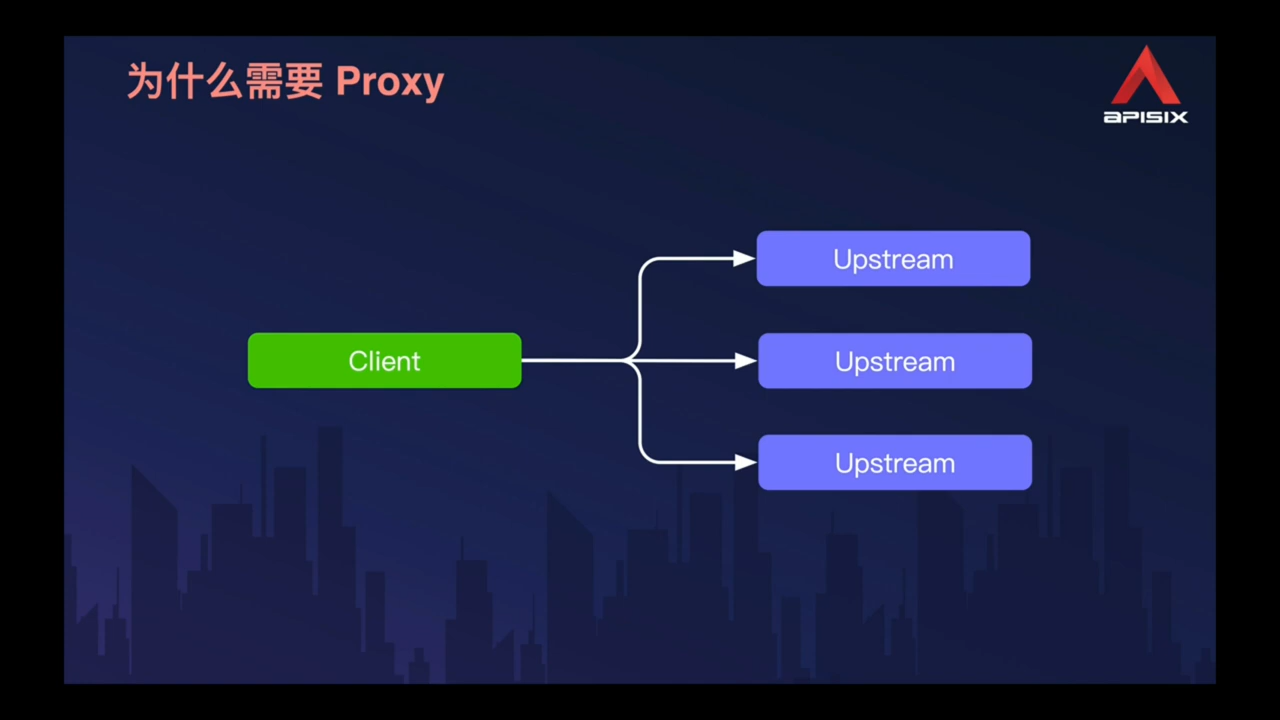 为什么需要 Proxy
APISIX
Upstream
Client
Upstream
Upstream